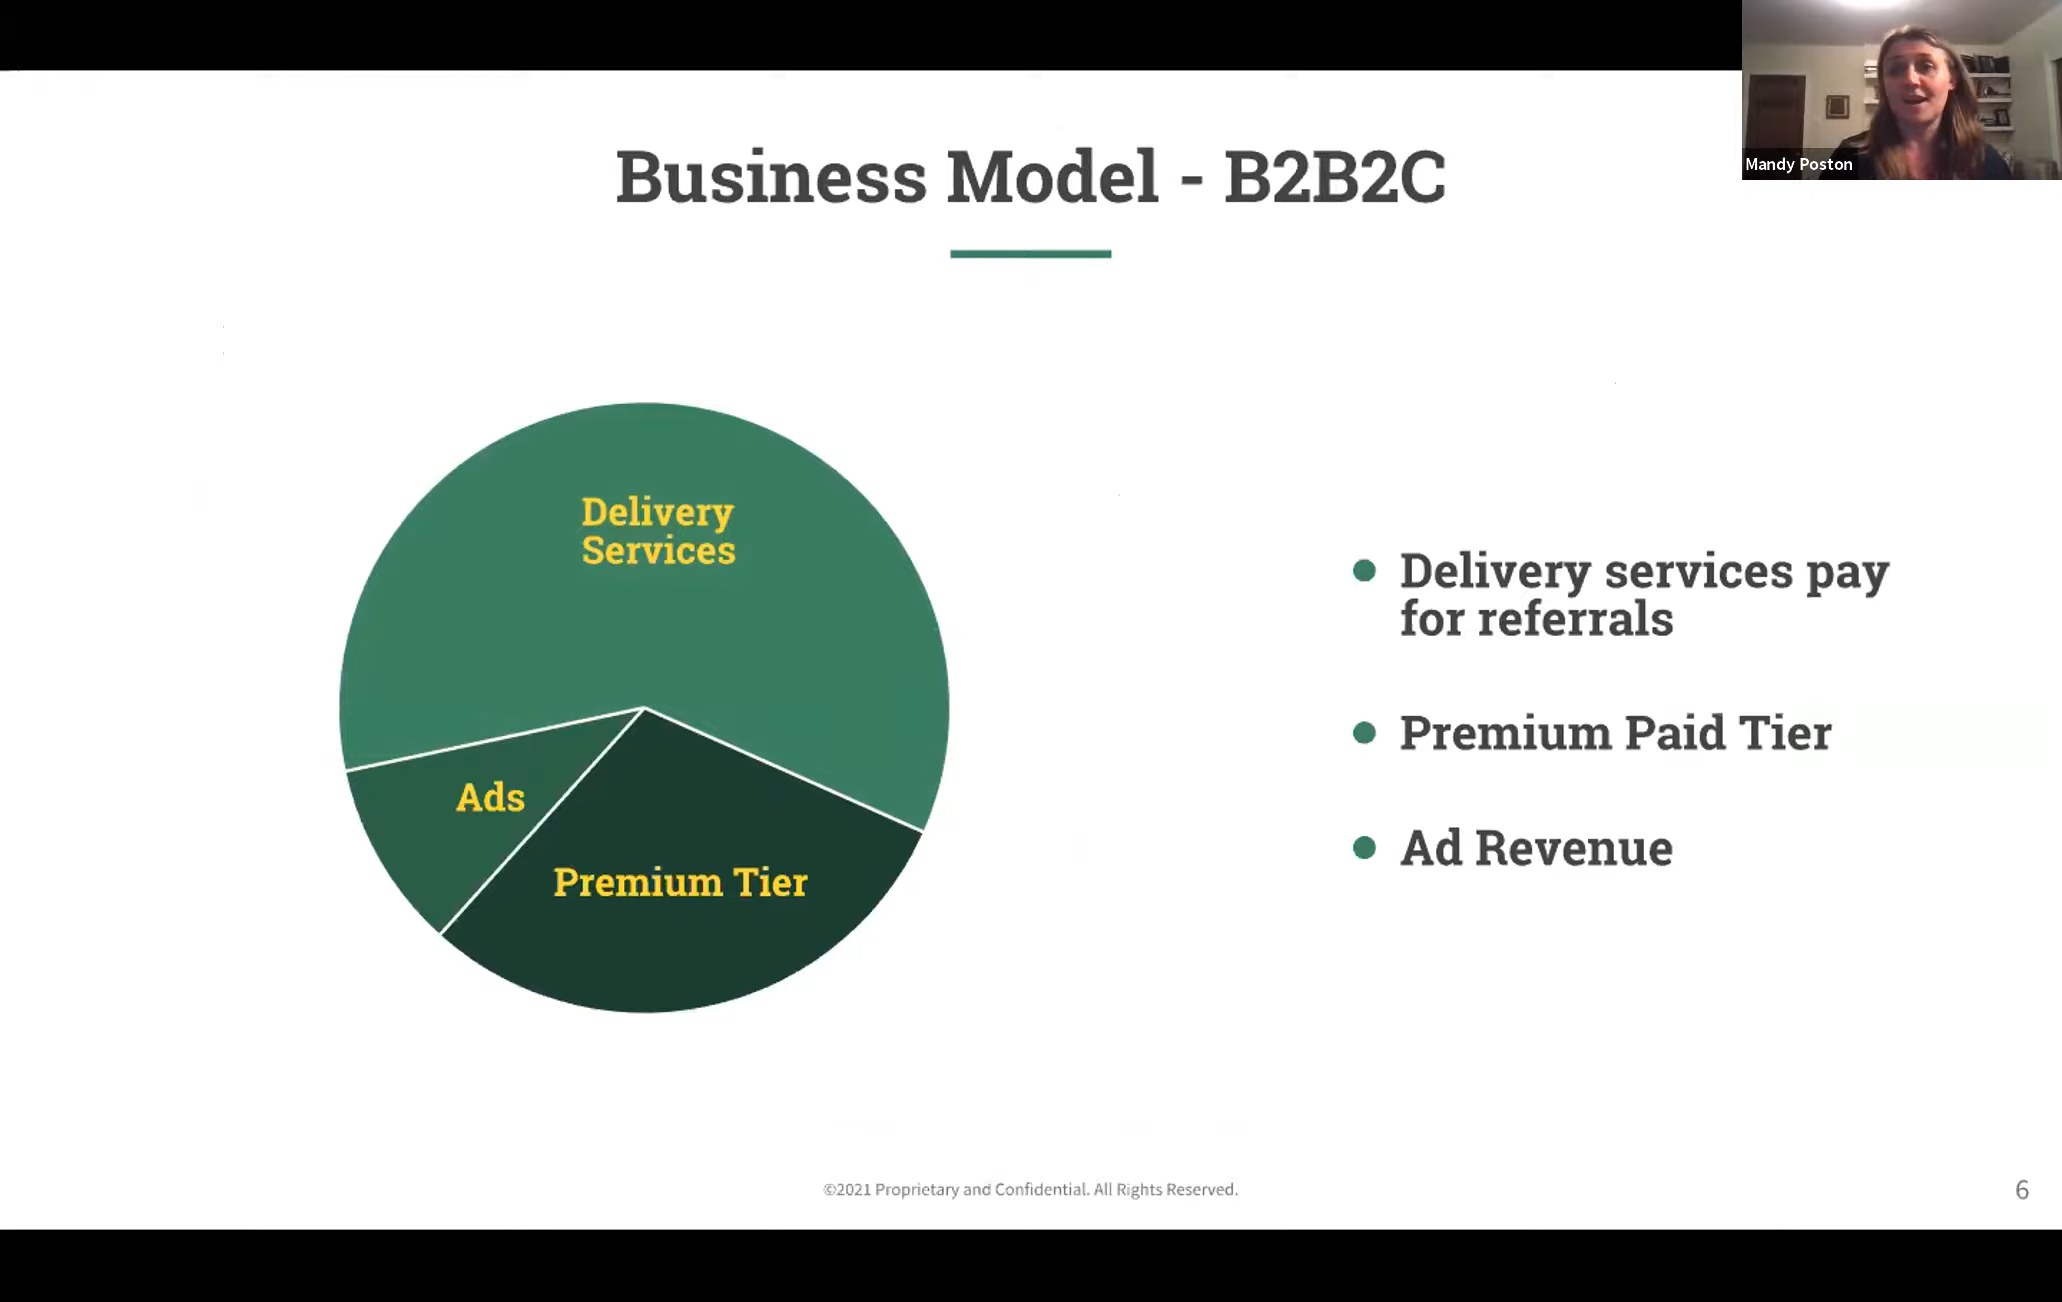 Business Model - B2B2C
Mandy Poston
Delivery
Services
Ads
Premium Tier
Delivery services pay
for referrals
Premium Paid Tier
Ad Revenue
©2021 Proprietary and Confidential. All Rights Reserved.
6